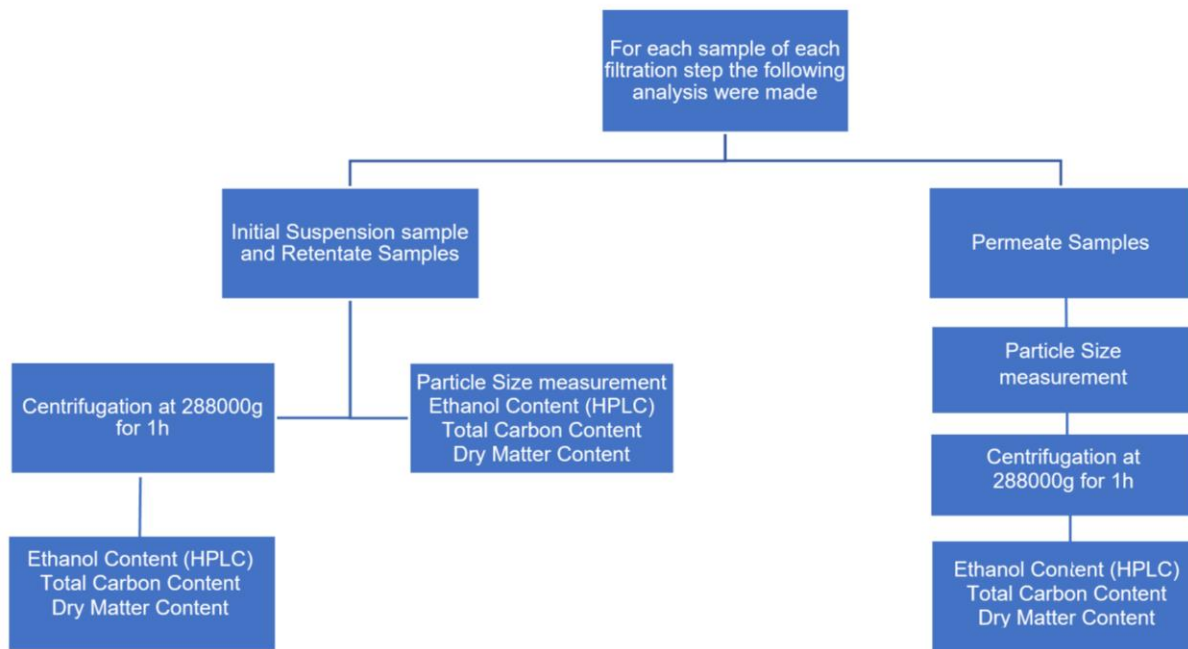 For each sample of each
filtration step the following
analysis were made
Initial Suspension sample
and Retentate Samples
Permeate Samples
Centrifugation at 288000g
for 1h
Particle Size measurement
Ethanol Content (HPLC)
Total Carbon Content
Dry Matter Content
Particle Size
measurement
Centrifugation at
288000g for 1h
Ethanol Content (HPLC)
Total Carbon Content
Dry Matter Content
Ethanol Content (HPLC)
Total Carbon Content
Dry Matter Content